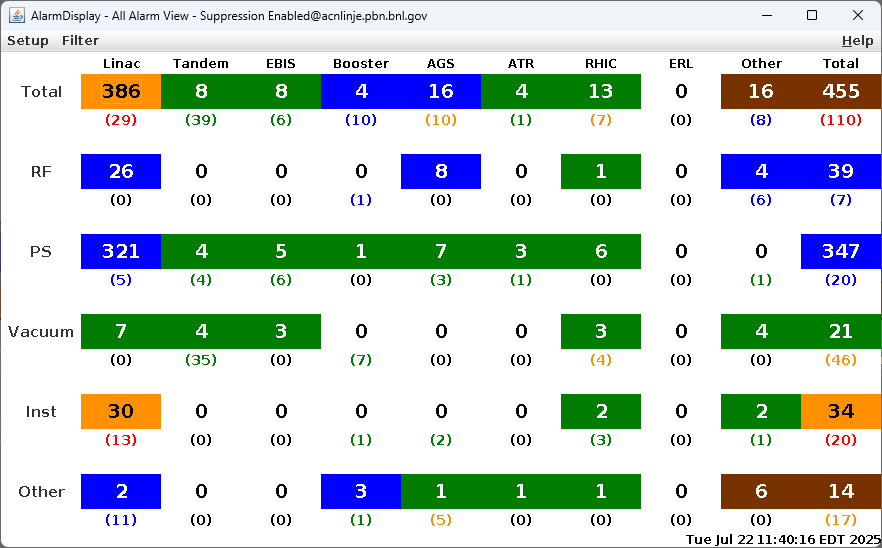 AlarmDisplay - All Alarm View - Suppression Enabled@acnlinje.pbn.bnl.gov
Setup Filter Help
Linac Tandem EBIS Booster AGS ATR RHIC ERL Other Total
Total 386 8 8 4 16 4 13 0 16 455
(29) (39) (6) (10) (10) (1) (7) (0) (8) (110)
RF 26 0 0 0 8 0 1 0 4 39
(0) (0) (0) (1) (0) (0) (0) (0) (6) (7)
PS 321 4 5 1 7 3 6 0 0 347
(5) (4) (6) (0) (3) (1) (0) (0) (1) (20)
Vacuum 7 4 3 0 0 0 3 0 4 21
(0) (35) (0) (7) (0) (0) (4) (0) (0) (46)
Inst 30 0 0 0 0 0 2 0 2 34
(13) (0) (0) (1) (2) (0) (3) (0) (1) (20)
Other 2 0 0 3 1 1 1 0 6 14
(11) (0) (0) (1) (5) (0) (0) (0) (0) (17)
Tue Jul 22 11:40:16 EDT 2025